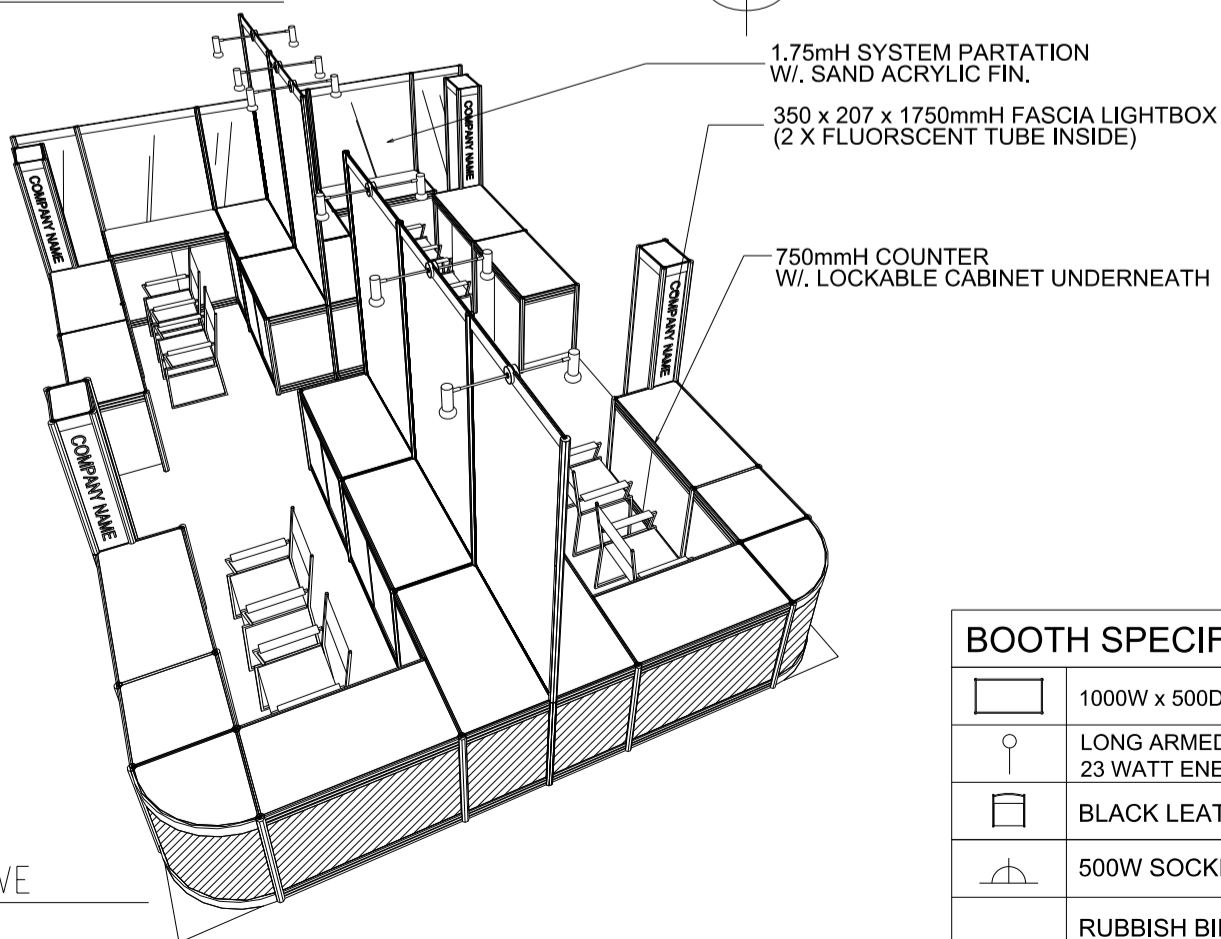 1.75mH SYSTEM PARTATION
W/. SAND ACRYLIC FIN.
350 x 207 x 1750mmH FASCIA LIGHTBOX
(2 X FLUORSCENT TUBE INSIDE)
750mmH COUNTER
W/. LOCKABLE CABINET UNDERNEATH
COMPANY NAME
COMPANY NAME
COMPANY NAME
COMPANY NAME
BOOTH SPECIF
1000W x 500D
LONG ARMED
23 WATT ENE
BLACK LEAT
500W SOCK
RUBBISH BI
VE